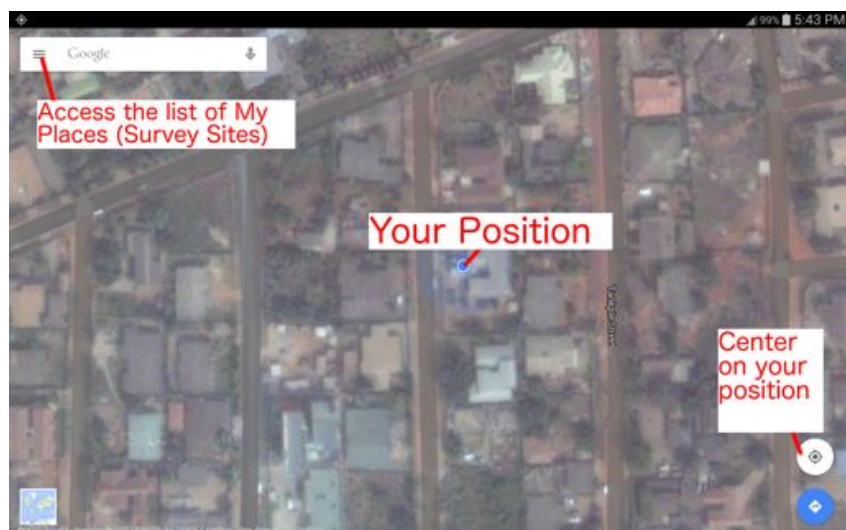 99% 5:43 PM
Google
Access the list of My
Places (Survey Sites)
Your Position
Center
on your
position